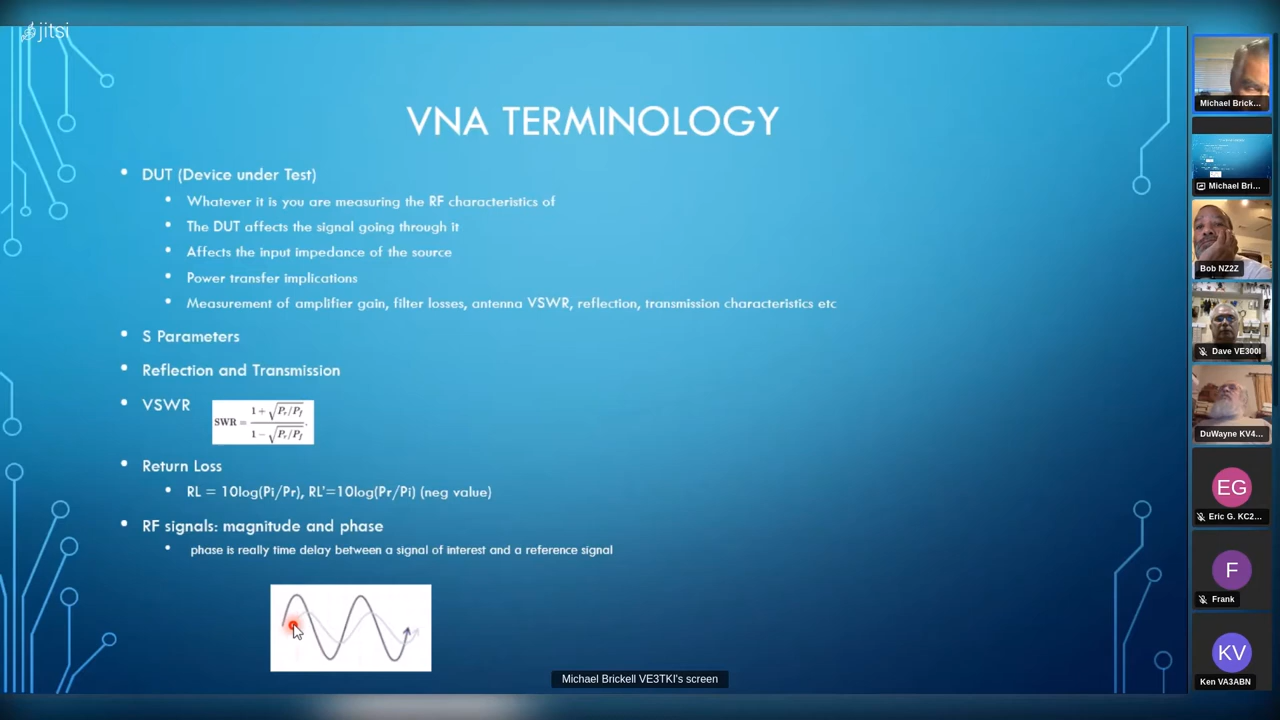 jitsi
VNA TERMINOLOGY
• DUT (Device under Test)
• Whatever it is you are measuring the RF characteristics of
• The DUT affects the signal going through it
• Affects the input impedance of the source
• Power transfer implications
• Measurement of amplifier gain, filter losses, antenna VSWR, reflection, transmission characteristics etc
• S Parameters
• Reflection and Transmission
• VSWR
SWR = 1 + √Pr/Pf / 1 − √Pr/Pf .
• Return Loss
• RL = 10log(Pi/Pr), RL'=10log(Pr/Pi) (neg value)
• RF signals: magnitude and phase
• phase is really time delay between a signal of interest and a reference signal
Michael Brickell VE3TKI's screen
Michael Brick...
Michael Bri...
Bob NZ2Z
Dave VE3OOI
DuWayne KV4...
EG
Eric G. KC2...
F
Frank
KV
Ken VA3ABN